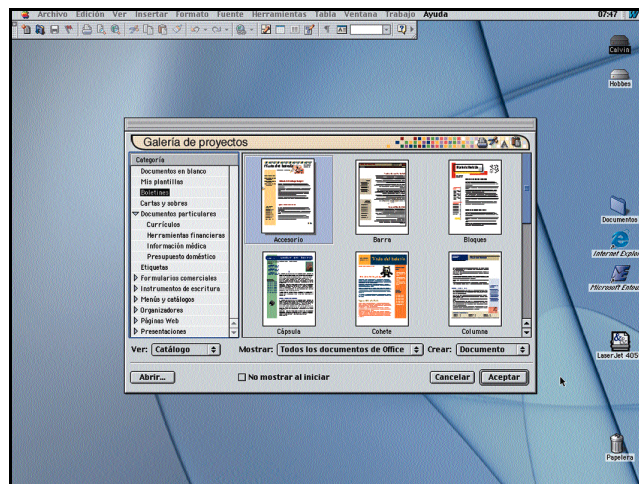 Archivo Edición Ver Insertar Formato Fuente Herramientas Tabla Ventana Trabajo Ayuda 07:47
Calvin
Hobbes
Galería de proyectos
Categoría
Documentos en blanco
Mis plantillas
Boletines
Cartas y sobres
Documentos particulares
Currículos
Herramientas financieras
Información médica
Presupuesto doméstico
Etiquetas
Formularios comerciales
Instrumentos de escritura
Menús y catálogos
Organizadores
Páginas Web
Presentaciones
Accesorio
Barra
Bloques
Cápsula
Cohete
Columna
Ver: Catálogo
Mostrar: Todos los documentos de Office
Crear: Documento
Abrir...
No mostrar al iniciar
Cancelar
Aceptar
Documentos
Internet Explo
Microsoft Entou
LaserJet 405
Papelera